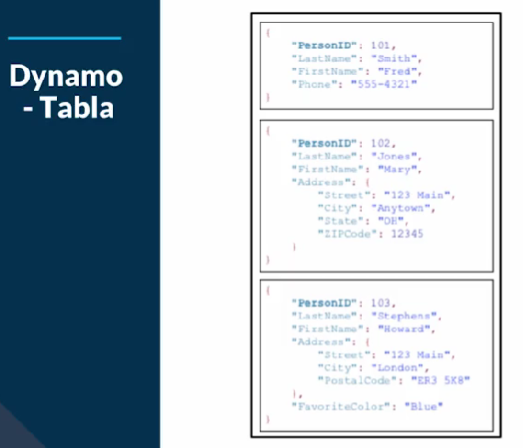 Dynamo
- Tabla
{
"PersonID": 101,
"LastName": "Smith",
"FirstName": "Fred",
"Phone": "555-4321"
}
{
"PersonID": 102,
"LastName": "Jones",
"FirstName": "Mary",
"Address": {
"Street": "123 Main",
"City": "Anytown",
"State": "OH",
"ZIPCode": 12345
}
}
{
"PersonID": 103,
"LastName": "Stephens",
"FirstName": "Howard",
"Address": {
"Street": "123 Main",
"City": "London",
"PostalCode": "ER3 5K8"
},
"FavoriteColor": "Blue"
}